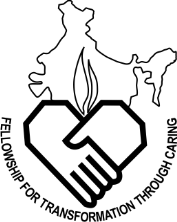 FELLOWSHIP FOR TRANSFORMATION THROUGH CARING